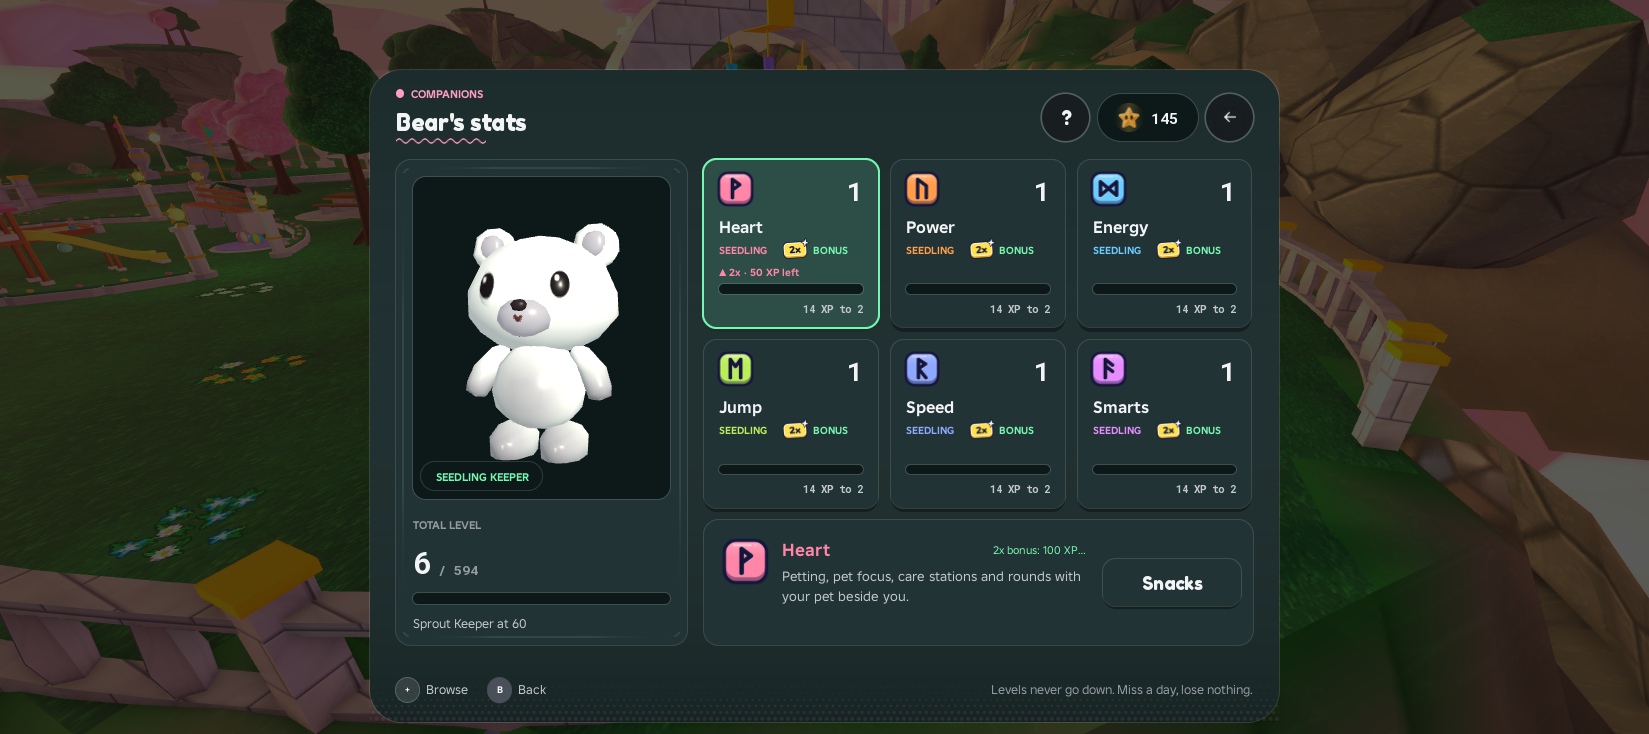 COMPANIONS
Bear's stats
?
145
SEEDLING KEEPER
TOTAL LEVEL
6 / 594
Sprout Keeper at 60
1
Heart
SEEDLING 2x BONUS
2x · 50 XP left
14 XP to 2
1
Power
SEEDLING 2x BONUS
14 XP to 2
1
Energy
SEEDLING 2x BONUS
14 XP to 2
1
Jump
SEEDLING 2x BONUS
14 XP to 2
1
Speed
SEEDLING 2x BONUS
14 XP to 2
1
Smarts
SEEDLING 2x BONUS
14 XP to 2
Heart
2x bonus: 100 XP...
Petting, pet focus, care stations and rounds with
your pet beside you.
Snacks
+ Browse
B Back
Levels never go down. Miss a day, lose nothing.